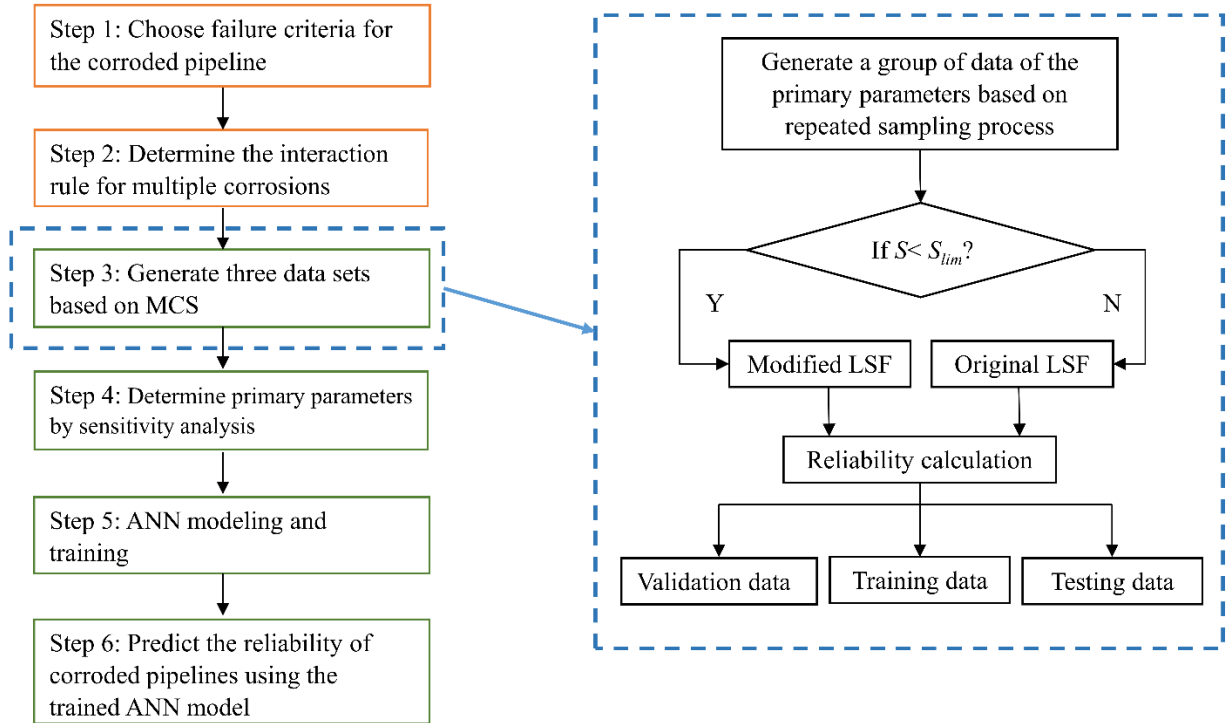 Step 1: Choose failure criteria for
the corroded pipeline
Step 2: Determine the interaction
rule for multiple corrosions
Step 3: Generate three data sets
based on MCS
Step 4: Determine primary parameters
by sensitivity analysis
Step 5: ANN modeling and
training
Step 6: Predict the reliability of
corroded pipelines using the
trained ANN model
Generate a group of data of the
primary parameters based on
repeated sampling process
If S< Slim?
Y
N
Modified LSF
Original LSF
Reliability calculation
Validation data
Training data
Testing data